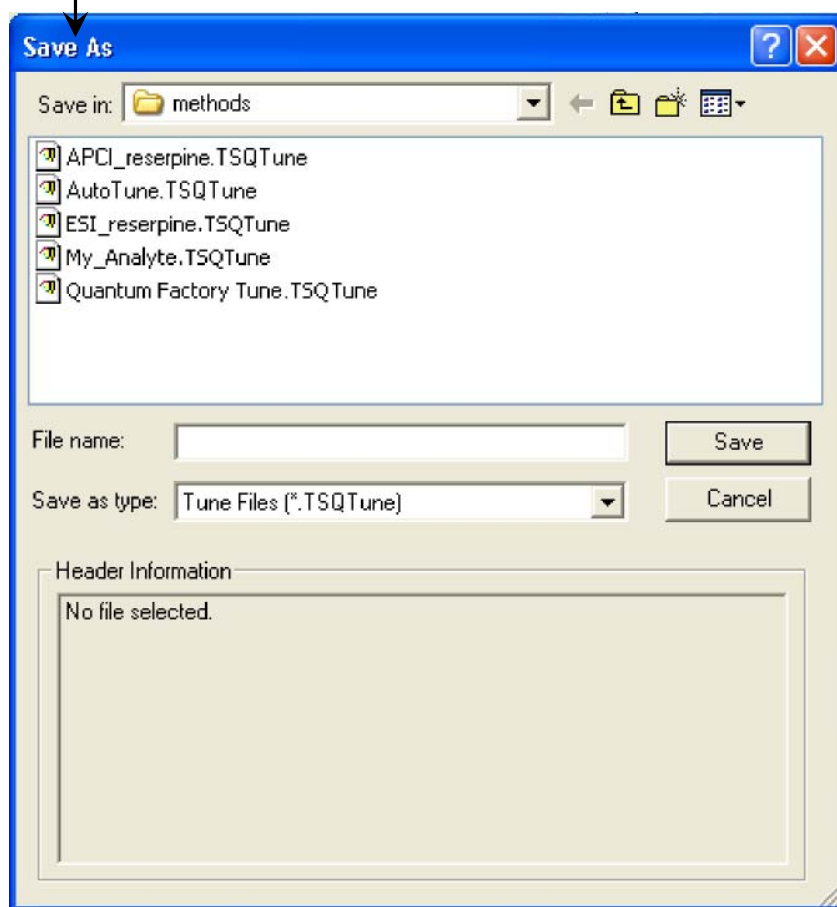 Save As
Save in: methods
APCI_reserpine.TSQTune
AutoTune.TSQTune
ESI_reserpine.TSQTune
My_Analyte.TSQTune
Quantum Factory Tune.TSQTune
File name: Save
Save as type: Tune Files (*.TSQTune) Cancel
Header Information
No file selected.